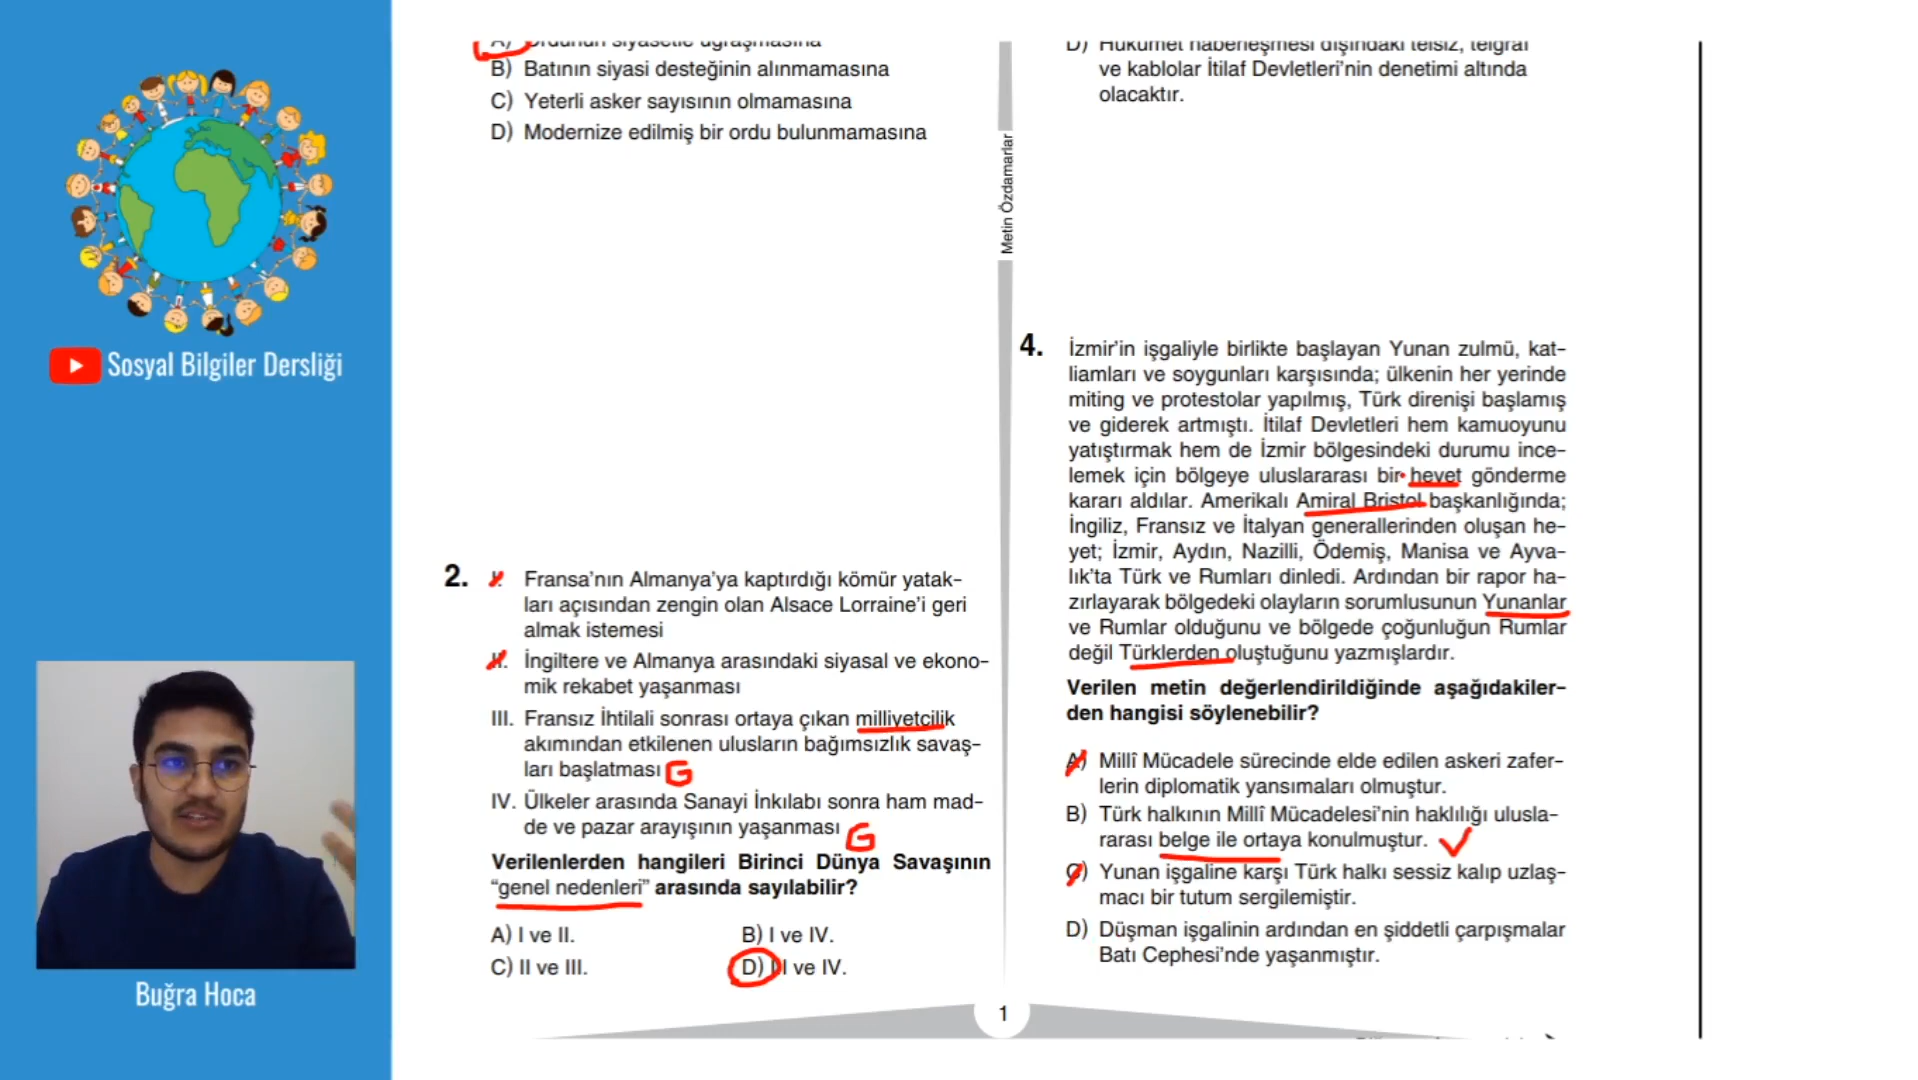 Sosyal Bilgiler Dersliği
Buğra Hoca
A) Ordunun siyasetle uğraşmasına
B) Batının siyasi desteğinin alınmamasına
C) Yeterli asker sayısının olmamasına
D) Modernize edilmiş bir ordu bulunmamasına
2. I. Fransa’nın Almanya’ya kaptırdığı kömür yatak-
ları açısından zengin olan Alsace Lorraine’i geri
almak istemesi
II. İngiltere ve Almanya arasındaki siyasal ve ekono-
mik rekabet yaşanması
III. Fransız İhtilali sonrası ortaya çıkan milliyetcilik
akımından etkilenen ulusların bağımsızlık savaş-
ları başlatması G
IV. Ülkeler arasında Sanayi İnkılabı sonra ham mad-
de ve pazar arayışının yaşanması G
Verilenlerden hangileri Birinci Dünya Savaşının
“genel nedenleri” arasında sayılabilir?
A) I ve II. B) I ve IV.
C) II ve III. D) III ve IV.
Metin Özdamarlar
D) Hükümet haberleşmesi dışındaki telsiz, telgraf
ve kablolar İtilaf Devletleri’nin denetimi altında
olacaktır.
4. İzmir’in işgaliyle birlikte başlayan Yunan zulmü, kat-
liamları ve soygunları karşısında; ülkenin her yerinde
miting ve protestolar yapılmış, Türk direnişi başlamış
ve giderek artmıştı. İtilaf Devletleri hem kamuoyunu
yatıştırmak hem de İzmir bölgesindeki durumu ince-
lemek için bölgeye uluslararası bir heyet gönderme
kararı aldılar. Amerikalı Amiral Bristol başkanlığında;
İngiliz, Fransız ve İtalyan generallerinden oluşan he-
yet; İzmir, Aydın, Nazilli, Ödemiş, Manisa ve Ayva-
lık’ta Türk ve Rumları dinledi. Ardından bir rapor ha-
zırlayarak bölgedeki olayların sorumlusunun Yunanlar
ve Rumlar olduğunu ve bölgede çoğunluğun Rumlar
değil Türklerden oluştuğunu yazmışlardır.
Verilen metin değerlendirildiğinde aşağıdakiler-
den hangisi söylenebilir?
A) Millî Mücadele sürecinde elde edilen askeri zafer-
lerin diplomatik yansımaları olmuştur.
B) Türk halkının Millî Mücadelesi’nin haklılığı ulusla-
rarası belge ile ortaya konulmuştur.
C) Yunan işgaline karşı Türk halkı sessiz kalıp uzlaş-
macı bir tutum sergilemiştir.
D) Düşman işgalinin ardından en şiddetli çarpışmalar
Batı Cephesi’nde yaşanmıştır.
1